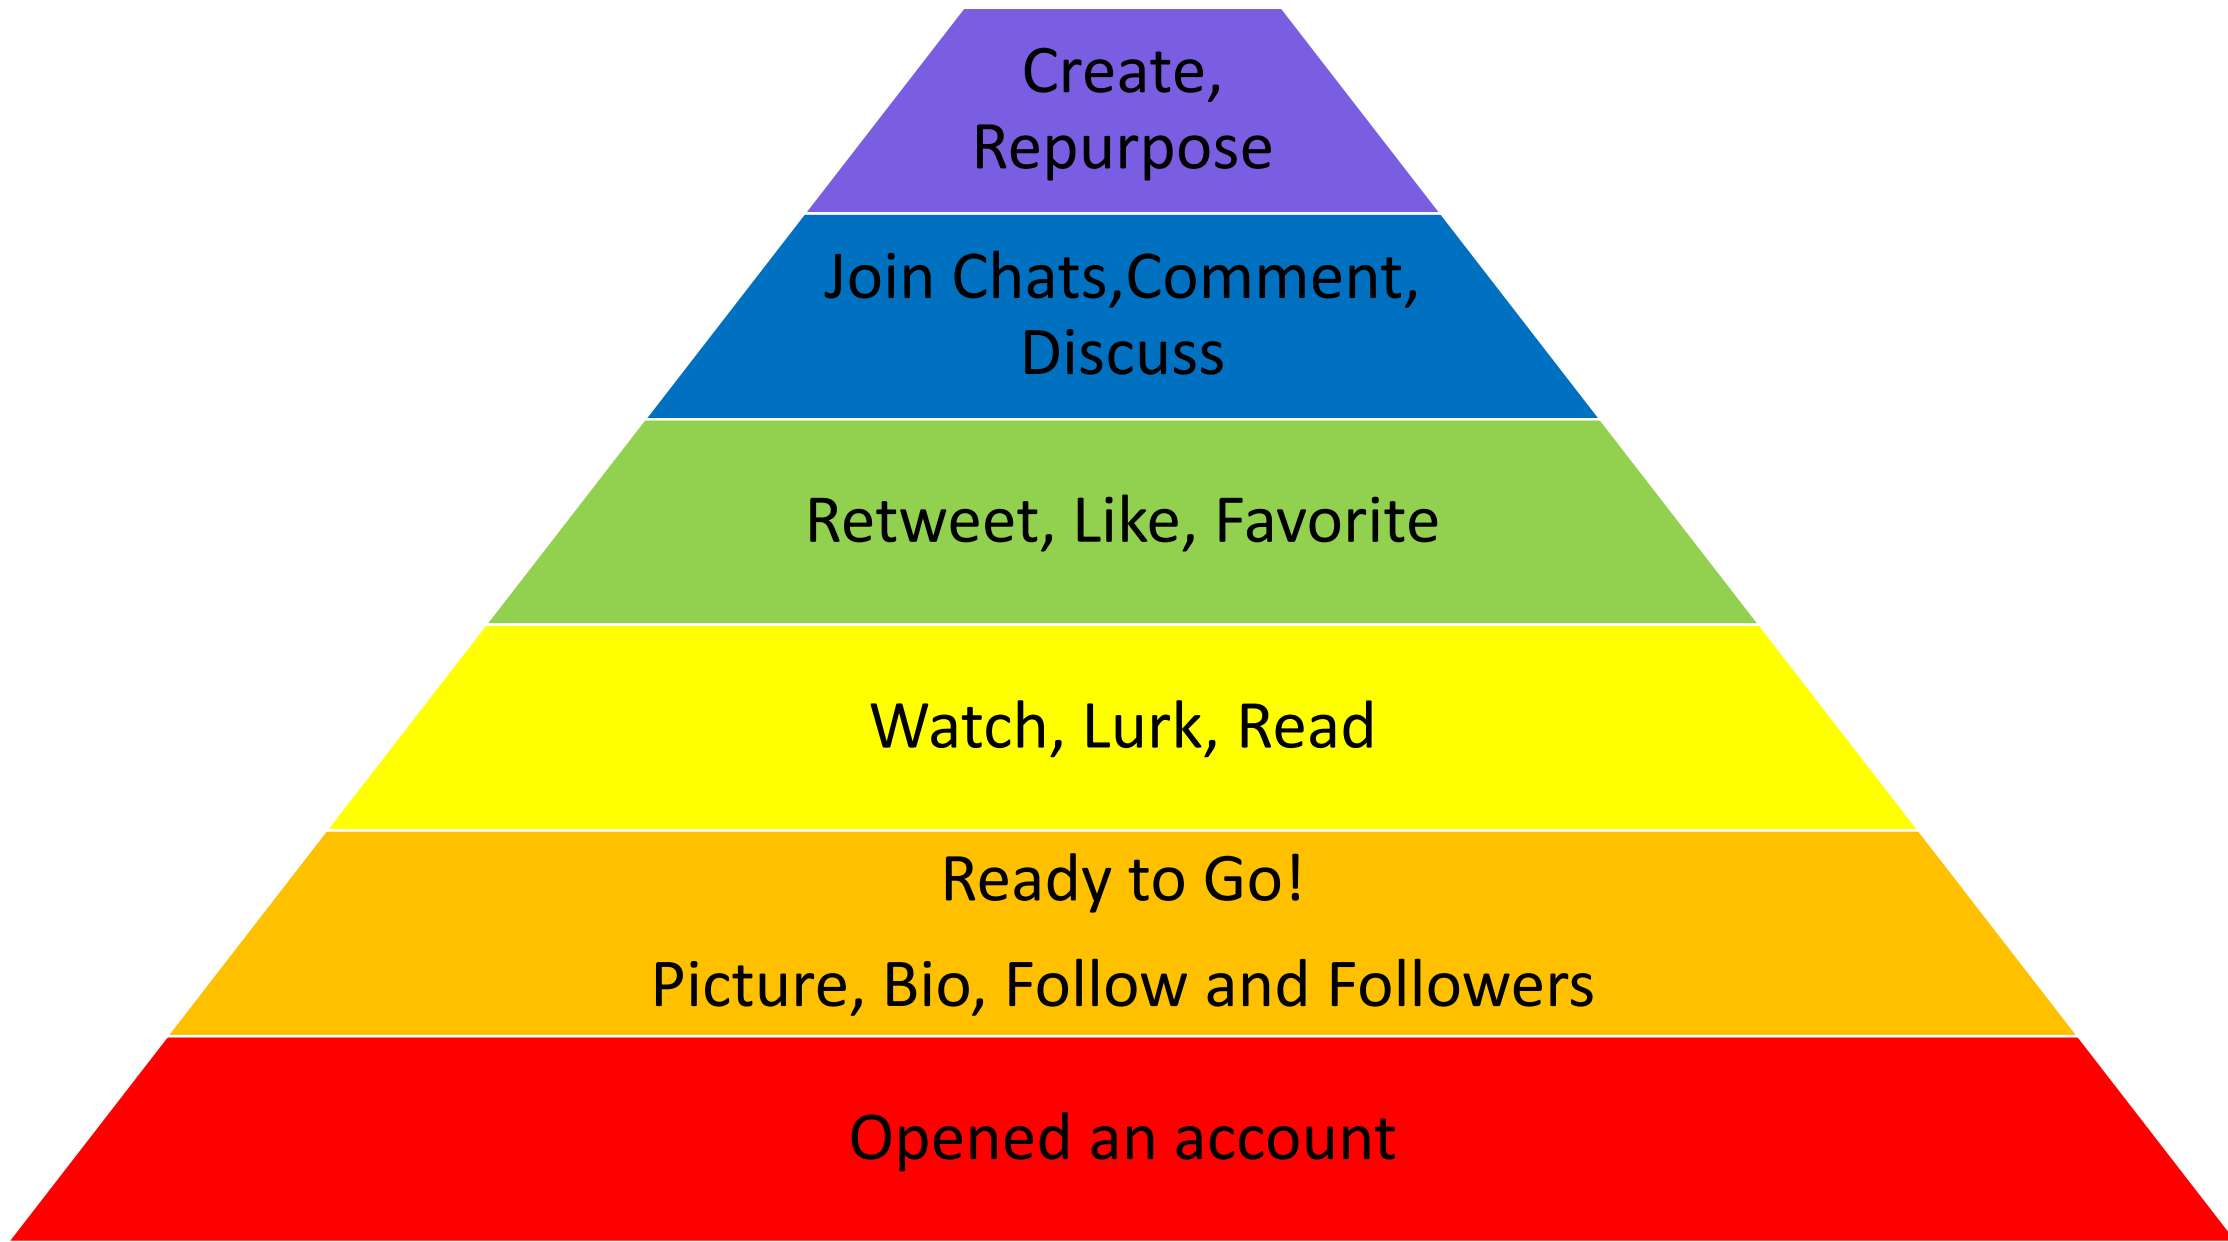 Create,
Repurpose
Join Chats,Comment,
Discuss
Retweet, Like, Favorite
Watch, Lurk, Read
Ready to Go!
Picture, Bio, Follow and Followers
Opened an account